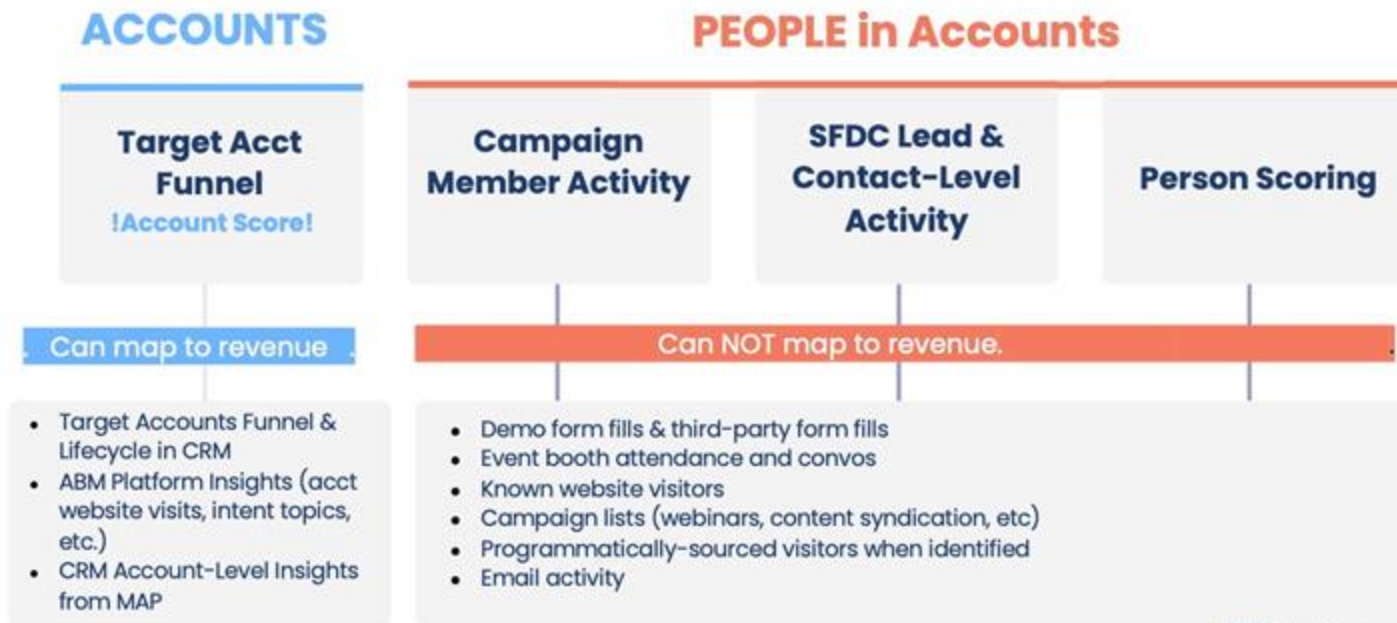 ACCOUNTS
PEOPLE in Accounts
Target Acct
Funnel
!Account Score!
Campaign
Member Activity
SFDC Lead &
Contact-Level
Activity
Person Scoring
. Can map to revenue .
Can NOT map to revenue. .
• Target Accounts Funnel &
Lifecycle in CRM
• ABM Platform Insights (acct
website visits, intent topics,
etc.)
• CRM Account-Level Insights
from MAP
• Demo form fills & third-party form fills
• Event booth attendance and convos
• Known website visitors
• Campaign lists (webinars, content syndication, etc)
• Programmatically-sourced visitors when identified
• Email activity